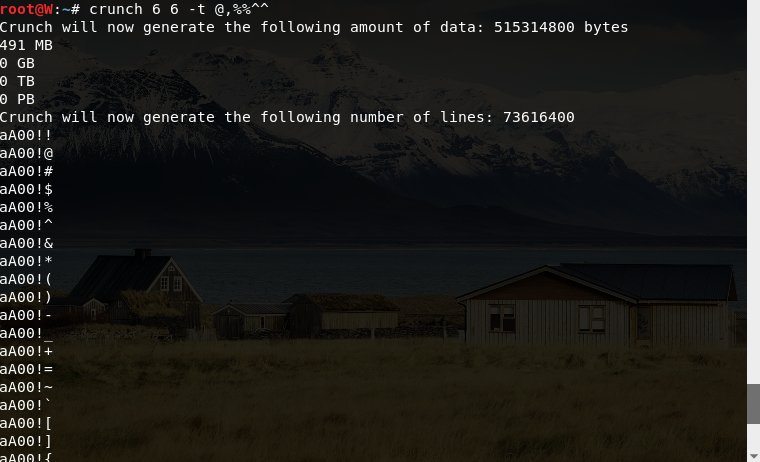 root@W:~# crunch 6 6 -t @,%%^^
Crunch will now generate the following amount of data: 515314800 bytes
491 MB
0 GB
0 TB
0 PB
Crunch will now generate the following number of lines: 73616400
aA00!!
aA00!@
aA00!#
aA00!$
aA00!%
aA00!^
aA00!&
aA00!*
aA00!(
aA00!)
aA00!-
aA00!_
aA00!+
aA00!=
aA00!~
aA00!`
aA00![
aA00!]
aA00!{